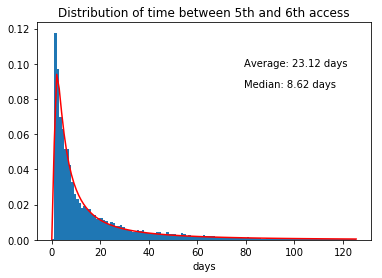 Distribution of time between 5th and 6th access
0.12
0.10
0.08
0.06
0.04
0.02
0.00
Average: 23.12 days
Median: 8.62 days
0 20 40 60 80 100 120
days